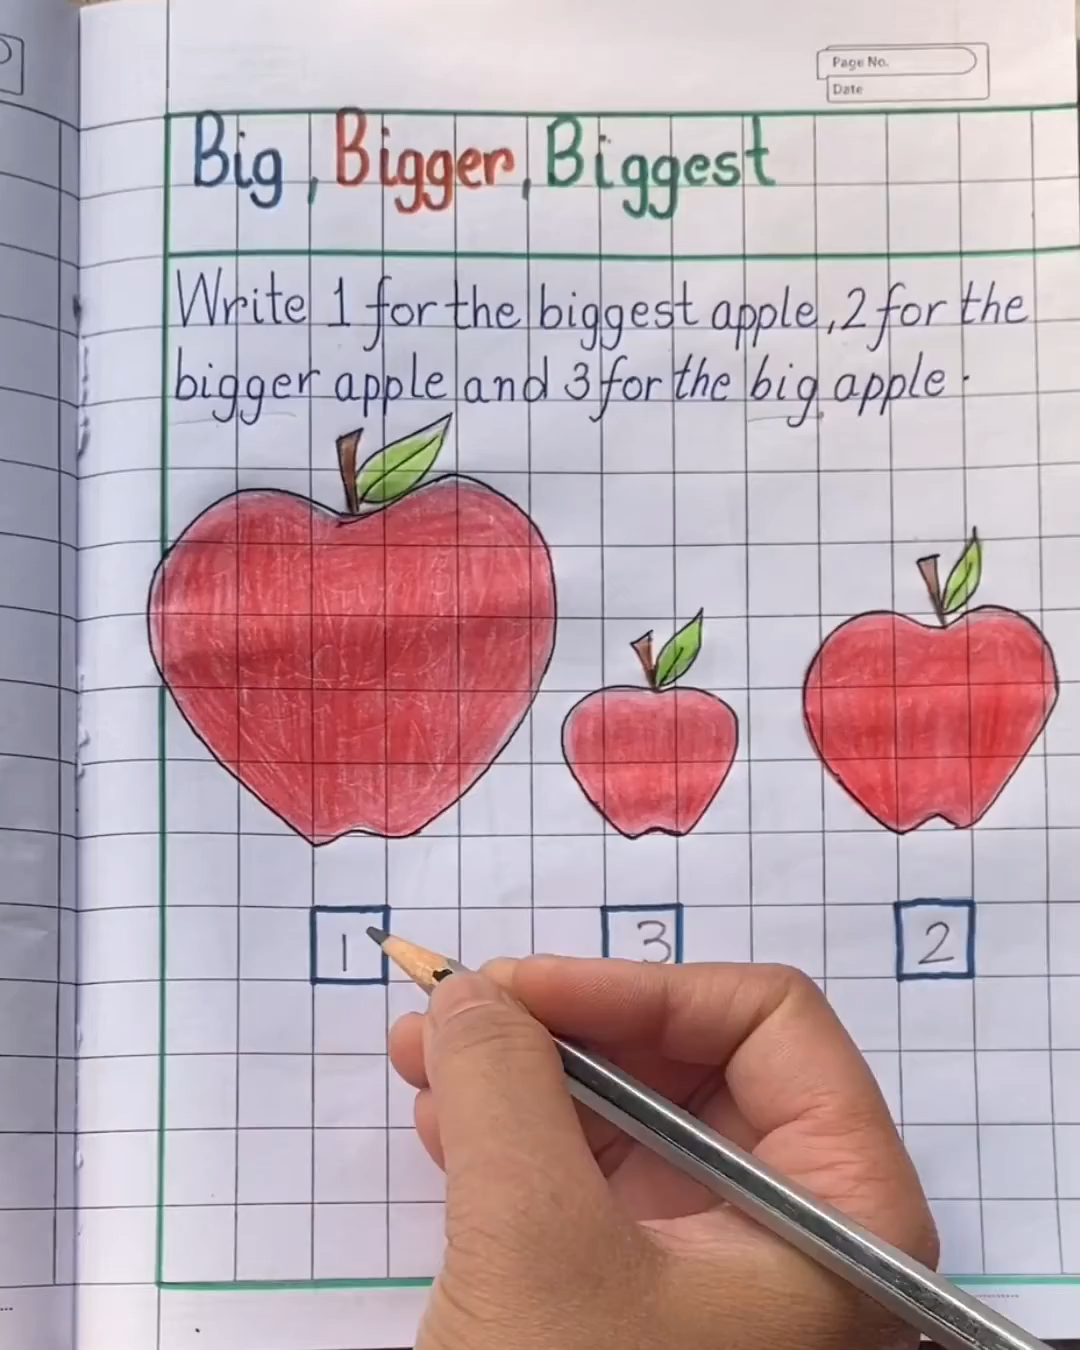 Page No.
Date
Big, Bigger, Biggest
Write 1 for the biggest apple, 2 for the
bigger apple and 3 for the big apple.
1 3 2